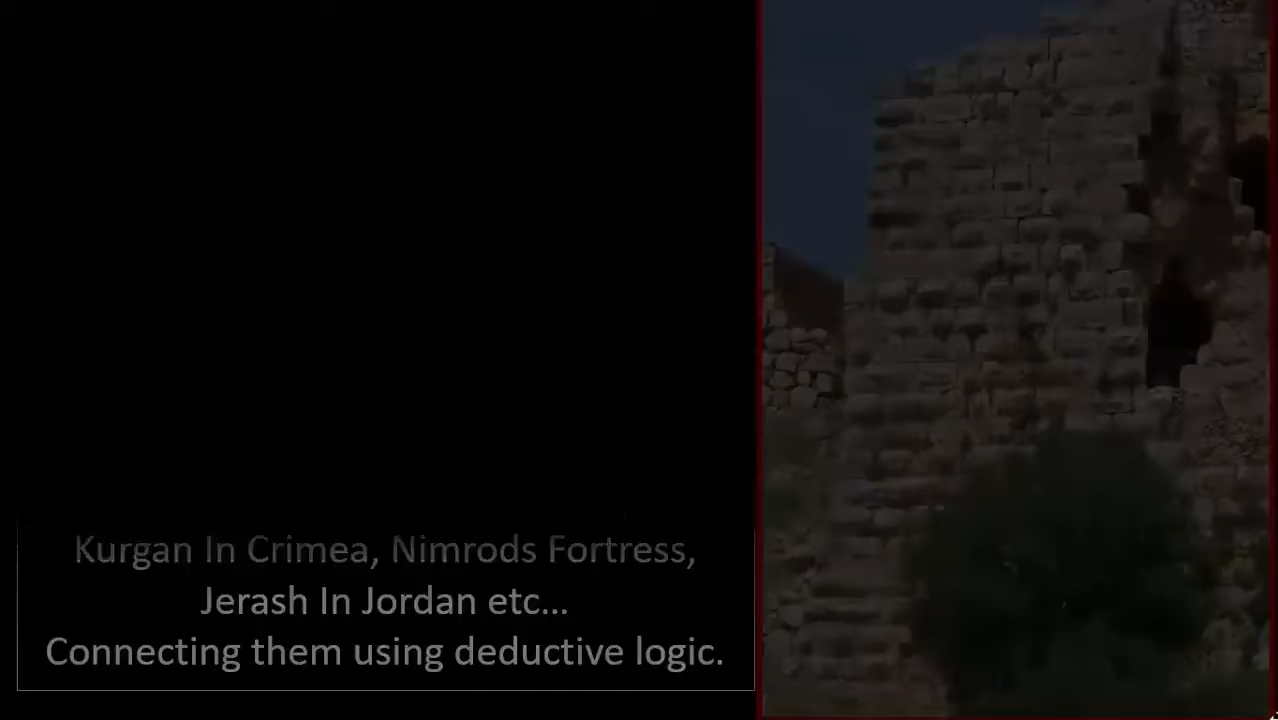 Kurgan In Crimea, Nimrods Fortress,
Jerash In Jordan etc...
Connecting them using deductive logic.